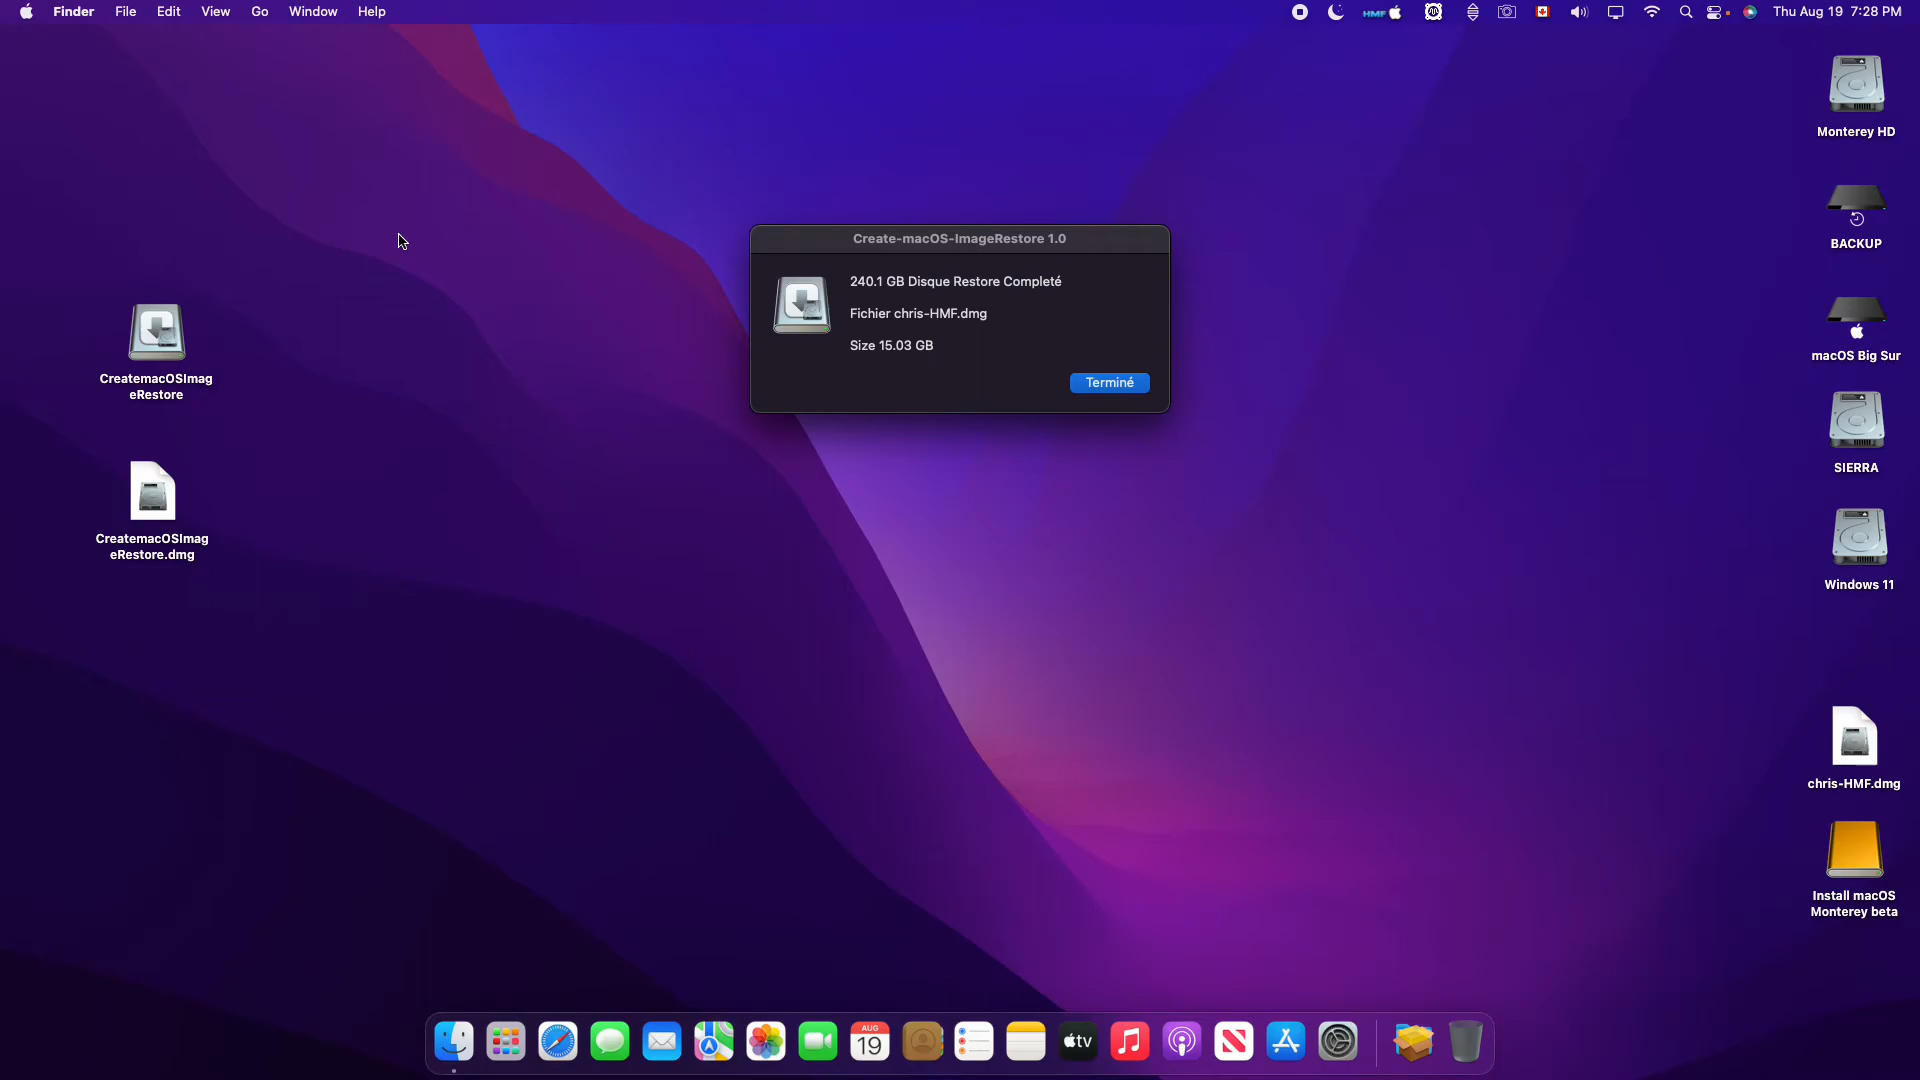 Finder File Edit View Go Window Help
HMF
Thu Aug 19 7:28 PM
Monterey HD
BACKUP
macOS Big Sur
SIERRA
Windows 11
chris-HMF.dmg
Install macOS
Monterey beta
CreatemacOSImag
eRestore
CreatemacOSImag
eRestore.dmg
Create-macOS-ImageRestore 1.0
240.1 GB Disque Restore Completé
Fichier chris-HMF.dmg
Size 15.03 GB
Terminé
AUG
19
tv